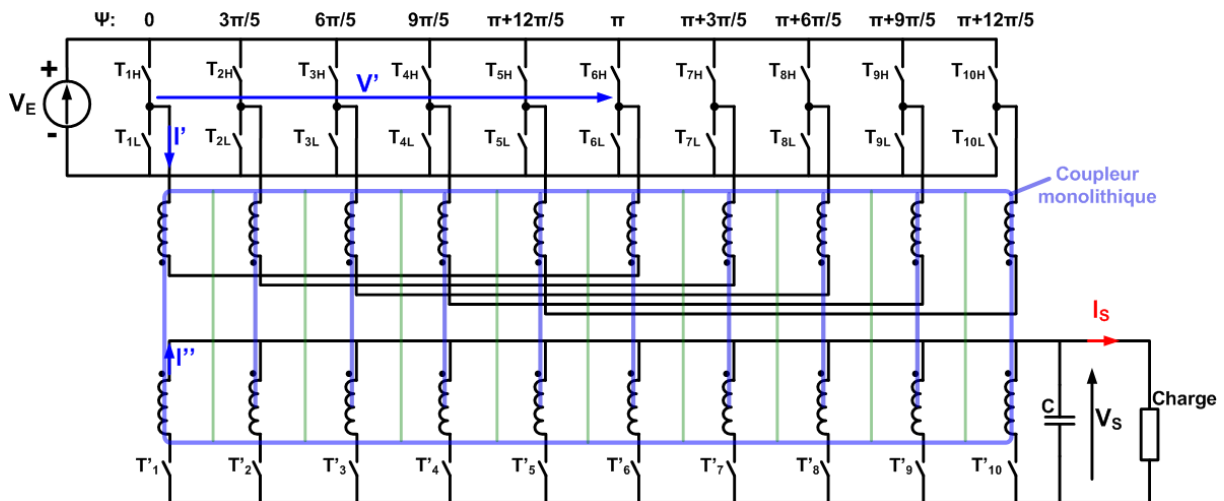 Ψ: 0 3π/5 6π/5 9π/5 π+12π/5 π π+3π/5 π+6π/5 π+9π/5 π+12π/5
T1H T2H T3H T4H T5H T6H T7H T8H T9H T10H
+
V'
VE
-
T1L T2L T3L T4L T5L T6L T7L T8L T9L T10L
I'
Coupleur
monolithique
IS
I''
C
VS
Charge
T'1 T'2 T'3 T'4 T'5 T'6 T'7 T'8 T'9 T'10